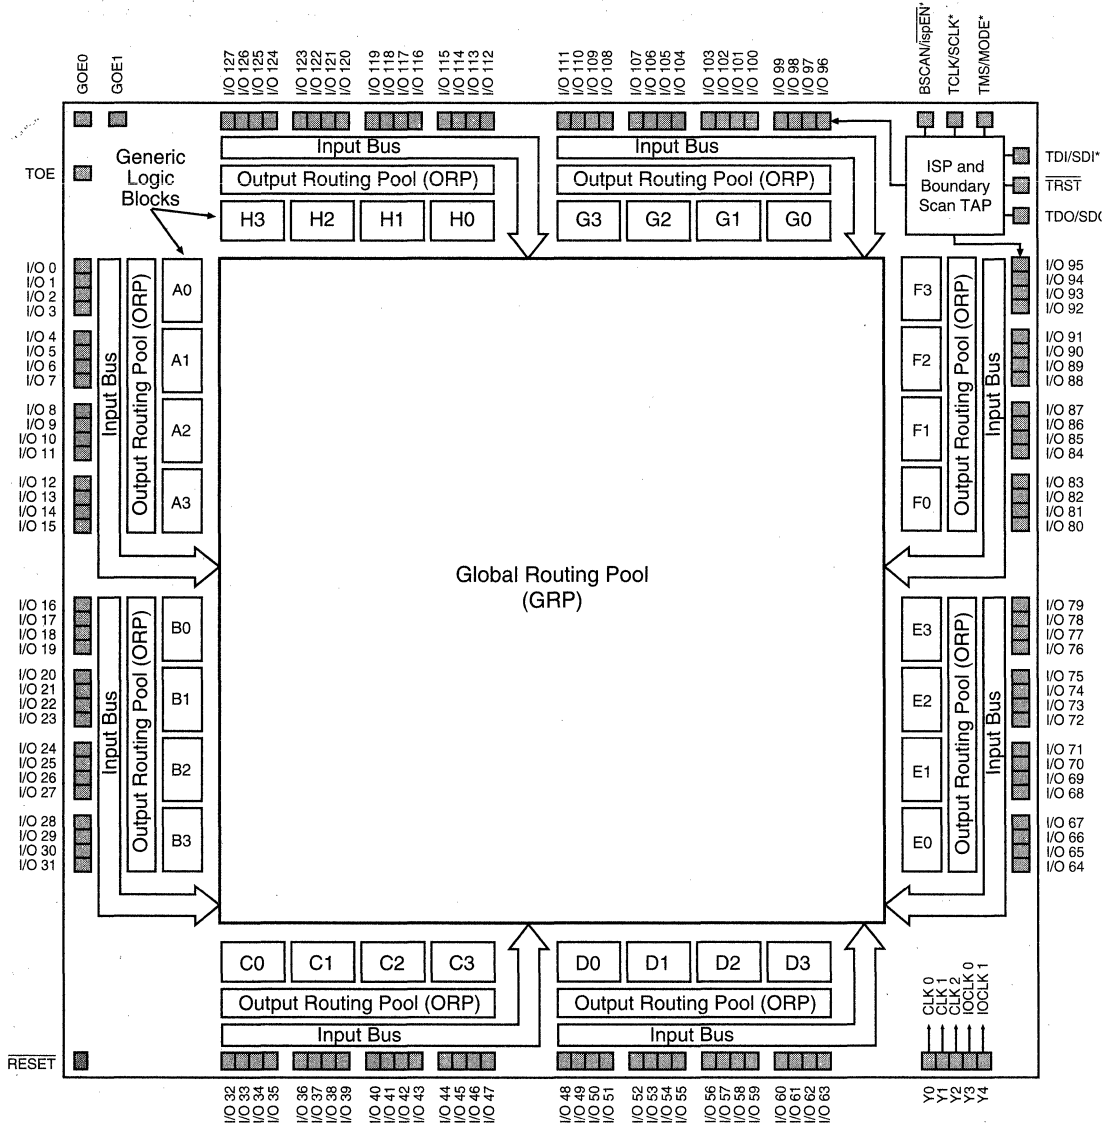 GOE0
GOE1
I/O 127
I/O 126
I/O 125
I/O 124
I/O 123
I/O 122
I/O 121
I/O 120
I/O 119
I/O 118
I/O 117
I/O 116
I/O 115
I/O 114
I/O 113
I/O 112
I/O 111
I/O 110
I/O 109
I/O 108
I/O 107
I/O 106
I/O 105
I/O 104
I/O 103
I/O 102
I/O 101
I/O 100
I/O 99
I/O 98
I/O 97
I/O 96
BSCAN/ispEN*
TCLK/SCLK*
TMS/MODE*
TOE
Generic
Logic
Blocks
Input Bus
Output Routing Pool (ORP)
H3
H2
H1
H0
Input Bus
Output Routing Pool (ORP)
G3
G2
G1
G0
ISP and
Boundary
Scan TAP
TDI/SDI*
TRST
TDO/SDO
I/O 0
I/O 1
I/O 2
I/O 3
I/O 4
I/O 5
I/O 6
I/O 7
I/O 8
I/O 9
I/O 10
I/O 11
I/O 12
I/O 13
I/O 14
I/O 15
Input Bus
Output Routing Pool (ORP)
A0
A1
A2
A3
I/O 16
I/O 17
I/O 18
I/O 19
I/O 20
I/O 21
I/O 22
I/O 23
I/O 24
I/O 25
I/O 26
I/O 27
I/O 28
I/O 29
I/O 30
I/O 31
Input Bus
Output Routing Pool (ORP)
B0
B1
B2
B3
Global Routing Pool
(GRP)
F3
F2
F1
F0
Output Routing Pool (ORP)
Input Bus
I/O 95
I/O 94
I/O 93
I/O 92
I/O 91
I/O 90
I/O 89
I/O 88
I/O 87
I/O 86
I/O 85
I/O 84
I/O 83
I/O 82
I/O 81
I/O 80
E3
E2
E1
E0
Output Routing Pool (ORP)
Input Bus
I/O 79
I/O 78
I/O 77
I/O 76
I/O 75
I/O 74
I/O 73
I/O 72
I/O 71
I/O 70
I/O 69
I/O 68
I/O 67
I/O 66
I/O 65
I/O 64
C0
C1
C2
C3
Output Routing Pool (ORP)
Input Bus
D0
D1
D2
D3
Output Routing Pool (ORP)
Input Bus
CLK 0
CLK 1
CLK 2
IOCLK 0
IOCLK 1
RESET
I/O 32
I/O 33
I/O 34
I/O 35
I/O 36
I/O 37
I/O 38
I/O 39
I/O 40
I/O 41
I/O 42
I/O 43
I/O 44
I/O 45
I/O 46
I/O 47
I/O 48
I/O 49
I/O 50
I/O 51
I/O 52
I/O 53
I/O 54
I/O 55
I/O 56
I/O 57
I/O 58
I/O 59
I/O 60
I/O 61
I/O 62
I/O 63
Y0
Y1
Y2
Y3
Y4